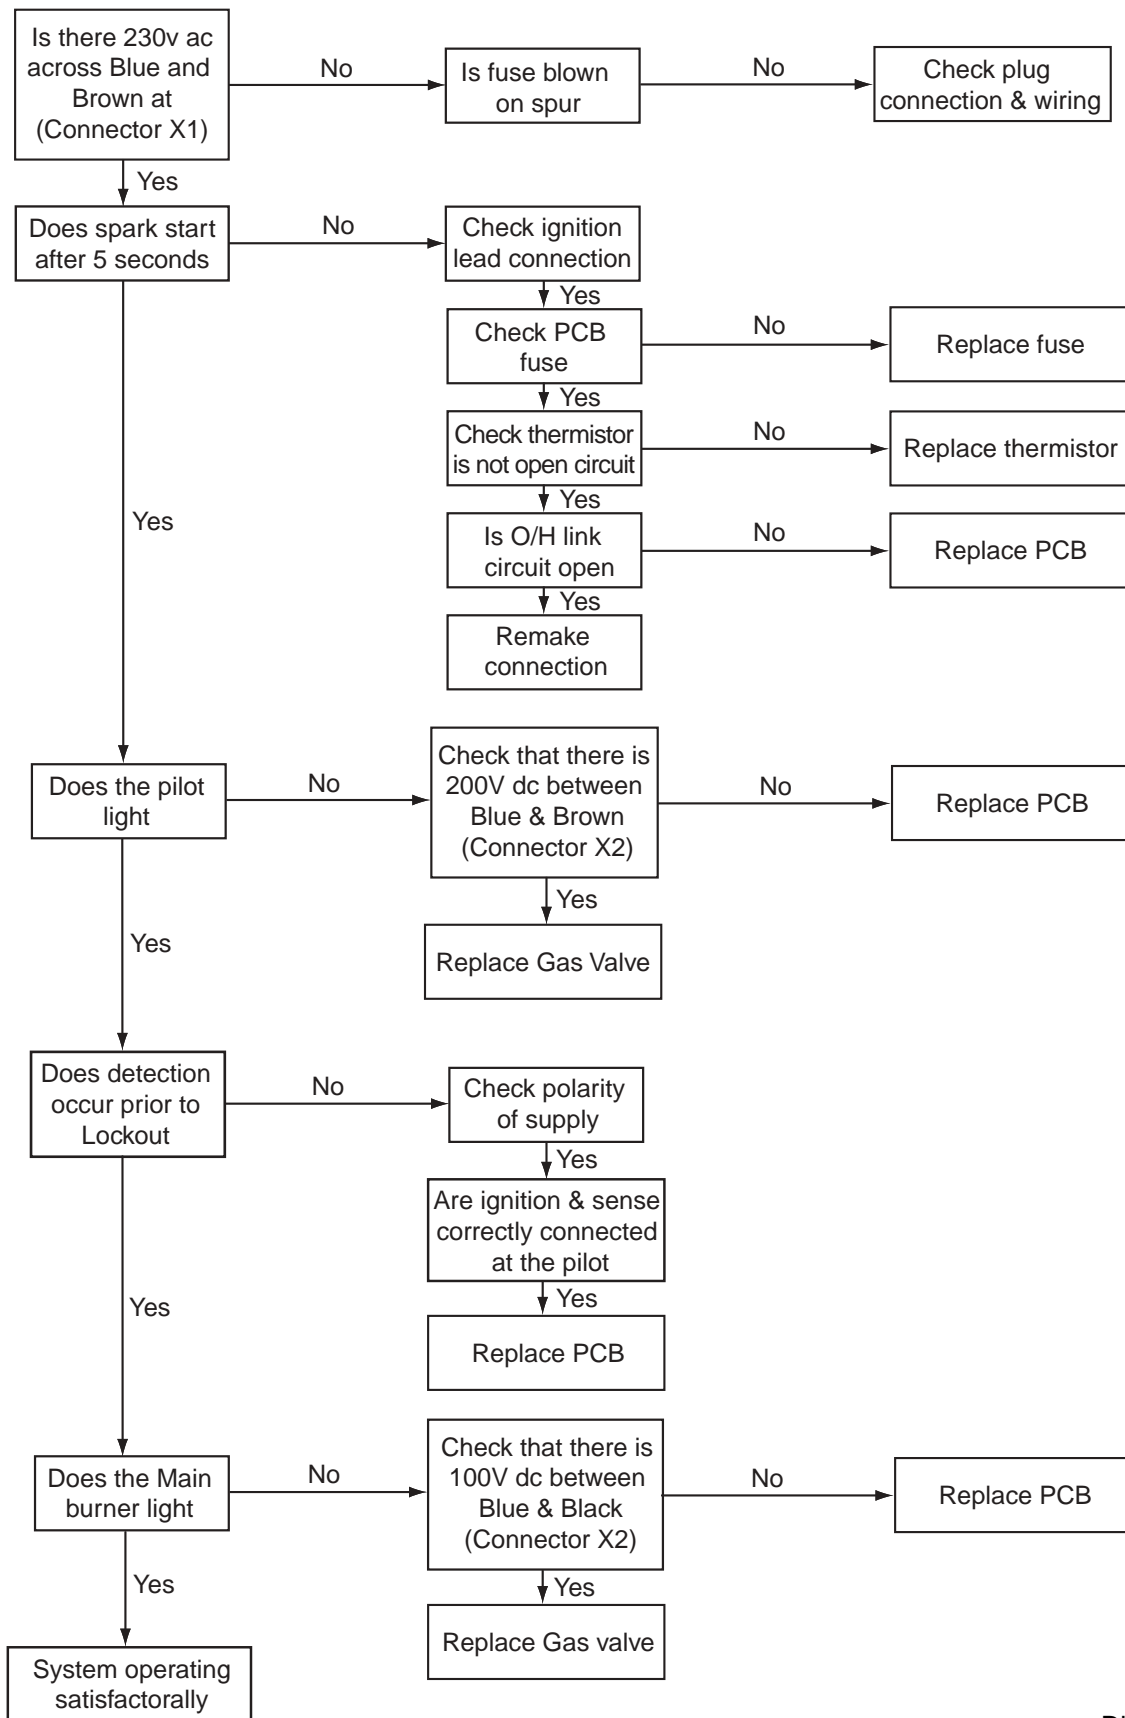 Is there 230v ac
across Blue and
Brown at
(Connector X1)
No
Is fuse blown
on spur
No
Check plug
connection & wiring
Yes
Does spark start
after 5 seconds
No
Check ignition
lead connection
Yes
Check PCB
fuse
No
Replace fuse
Yes
Check thermistor
is not open circuit
No
Replace thermistor
Yes
Is O/H link
circuit open
No
Replace PCB
Yes
Remake
connection
Yes
Does the pilot
light
No
Check that there is
200V dc between
Blue & Brown
(Connector X2)
No
Replace PCB
Yes
Replace Gas Valve
Yes
Does detection
occur prior to
Lockout
No
Check polarity
of supply
Yes
Are ignition & sense
correctly connected
at the pilot
Yes
Replace PCB
Yes
Does the Main
burner light
No
Check that there is
100V dc between
Blue & Black
(Connector X2)
No
Replace PCB
Yes
Replace Gas valve
Yes
System operating
satisfactorally